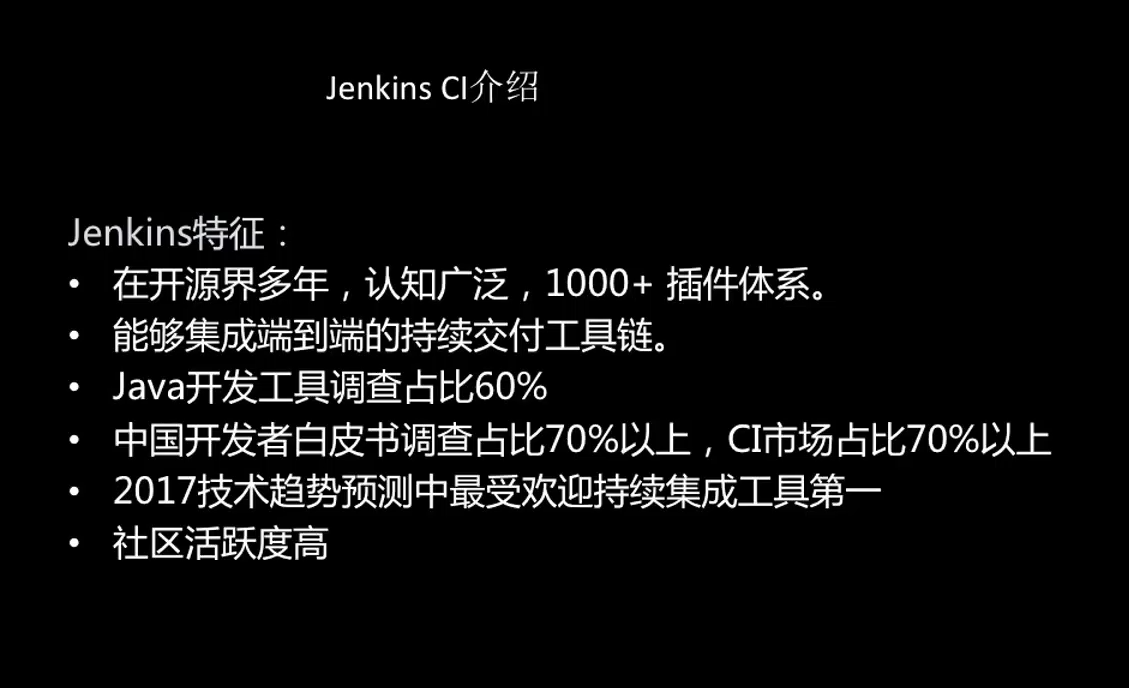 Jenkins CI介绍
Jenkins特征：
• 在开源界多年，认知广泛，1000+ 插件体系。
• 能够集成端到端的持续交付工具链。
• Java开发工具调查占比60%
• 中国开发者白皮书调查占比70%以上，CI市场占比70%以上
• 2017技术趋势预测中最受欢迎持续集成工具第一
• 社区活跃度高